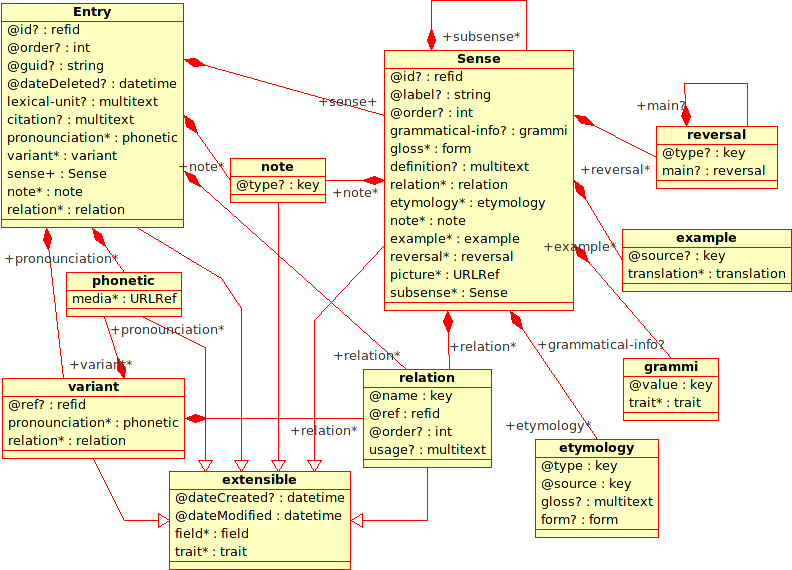 Entry
@id? : refid
@order? : int
@guid? : string
@dateDeleted? : datetime
lexical-unit? : multitext
citation? : multitext
pronounciation* : phonetic
variant* : variant
sense+ : Sense
note* : note
relation* : relation
+subsense*
Sense
@id? : refid
@label? : string
@order? : int
grammatical-info? : grammi
gloss* : form
definition? : multitext
relation* : relation
etymology* : etymology
note* : note
example* : example
reversal* : reversal
picture* : URLRef
subsense* : Sense
+sense+
+main?
reversal
@type? : key
main? : reversal
+reversal*
+note*
note
@type? : key
+note*
example
@source? : key
translation* : translation
+example*
+pronounciation*
phonetic
media* : URLRef
+pronounciation*
+variant*
+relation*
+relation*
+grammatical-info?
grammi
@value : key
trait* : trait
variant
@ref? : refid
pronounciation* : phonetic
relation* : relation
relation
@name : key
@ref : refid
@order? : int
usage? : multitext
+relation*
+etymology*
etymology
@type : key
@source : key
gloss? : multitext
form? : form
extensible
@dateCreated? : datetime
@dateModified : datetime
field* : field
trait* : trait